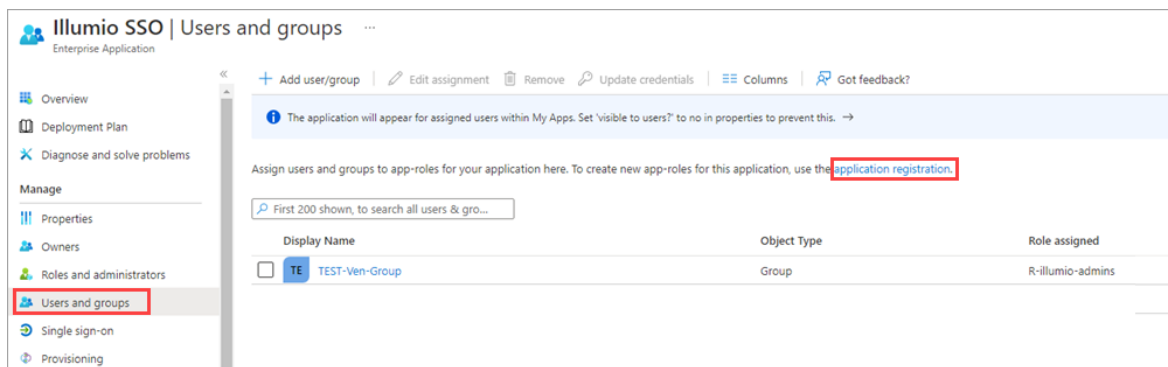 Illumio SSO | Users and groups ...
Enterprise Application
«
Add user/group Edit assignment Remove Update credentials Columns Got feedback?
Overview
Deployment Plan
Diagnose and solve problems
Manage
Properties
Owners
Roles and administrators
Users and groups
Single sign-on
Provisioning
The application will appear for assigned users within My Apps. Set 'visible to users?' to no in properties to prevent this. →
Assign users and groups to app-roles for your application here. To create new app-roles for this application, use the application registration.
First 200 shown, to search all users & gro...
Display Name Object Type Role assigned
TE TEST-Ven-Group Group R-illumio-admins